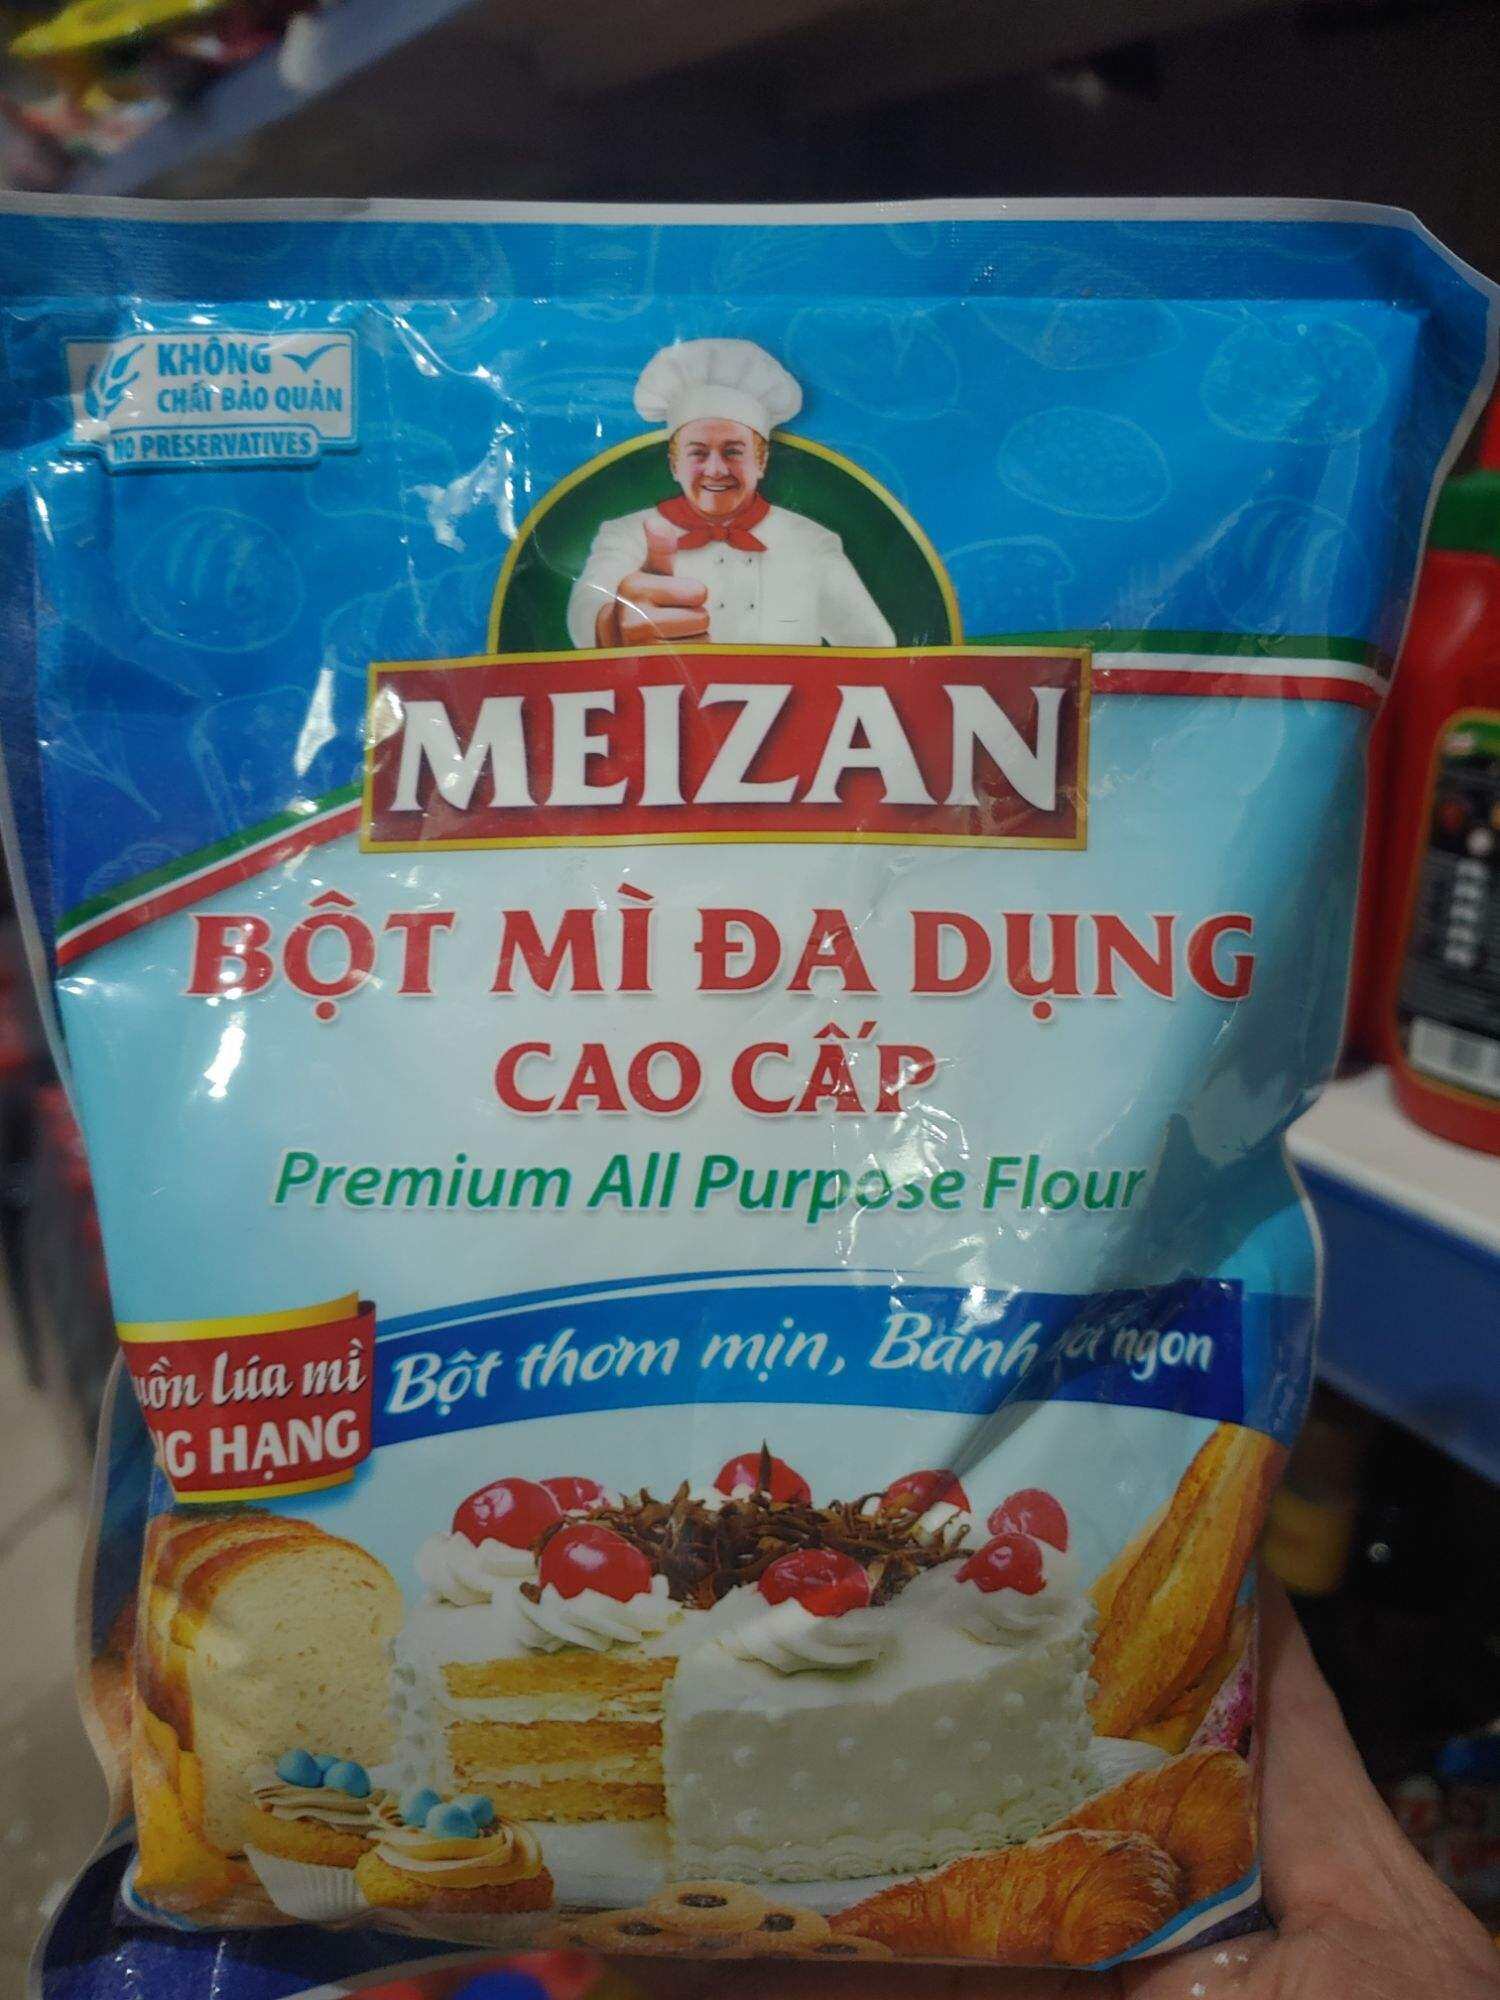 KHÔNG
CHẤT BẢO QUẢN
NO PRESERVATIVES
MEIZAN
BỘT MÌ ĐA DỤNG
CAO CẤP
Premium All Purpose Flour
lúa mì
HẠNG
Bột thơm mịn, Bánh ngon